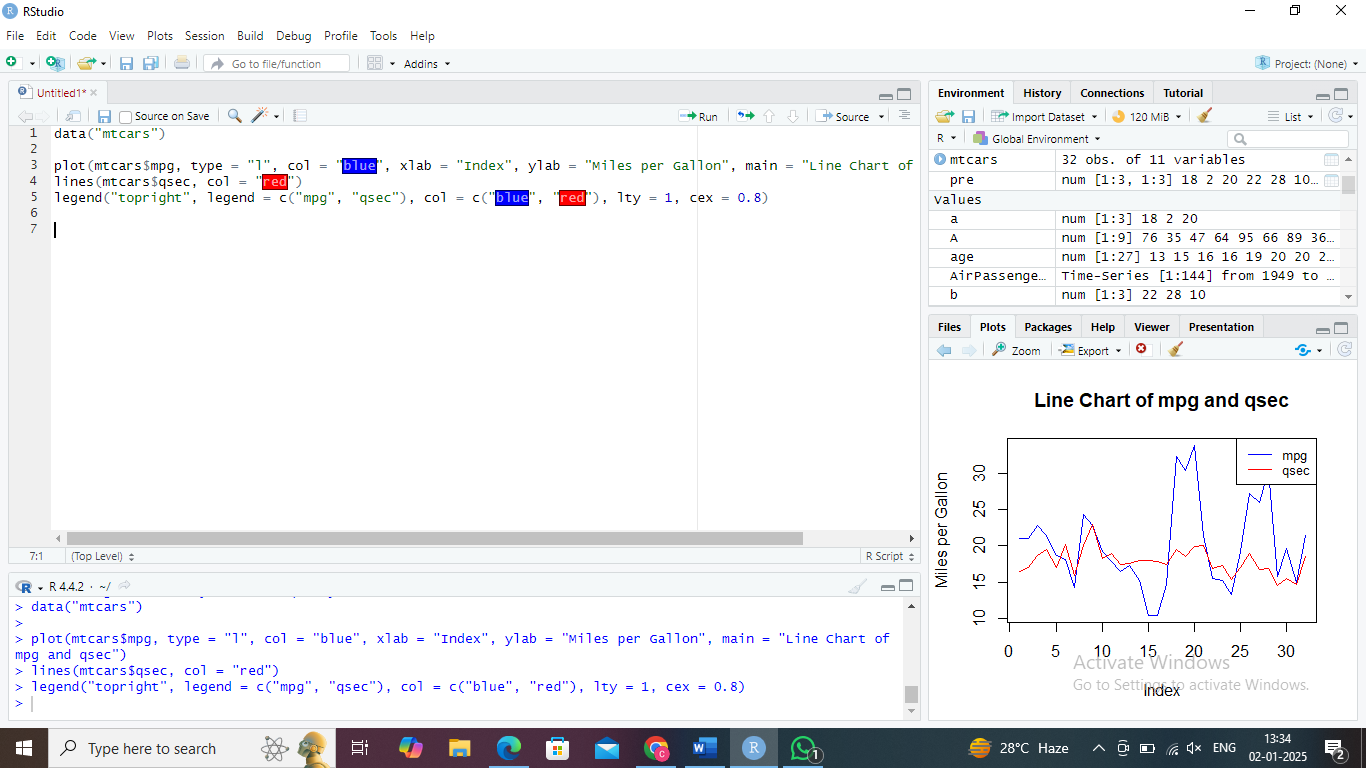 RStudio
File Edit Code View Plots Session Build Debug Profile Tools Help
Go to file/function Addins Project: (None)
Untitled1*
Source on Save Run Source
1 data("mtcars")
2
3 plot(mtcars$mpg, type = "l", col = "blue", xlab = "Index", ylab = "Miles per Gallon", main = "Line Chart of
4 lines(mtcars$qsec, col = "red")
5 legend("topright", legend = c("mpg", "qsec"), col = c("blue", "red"), lty = 1, cex = 0.8)
6
7
7:1 (Top Level) R Script
R 4.4.2 · ~/
> data("mtcars")
>
> plot(mtcars$mpg, type = "l", col = "blue", xlab = "Index", ylab = "Miles per Gallon", main = "Line Chart of
mpg and qsec")
> lines(mtcars$qsec, col = "red")
> legend("topright", legend = c("mpg", "qsec"), col = c("blue", "red"), lty = 1, cex = 0.8)
>
Environment History Connections Tutorial
Import Dataset 120 MiB List
R Global Environment
mtcars 32 obs. of 11 variables
pre num [1:3, 1:3] 18 2 20 22 28 10…
Values
a num [1:3] 18 2 20
A num [1:9] 76 35 47 64 95 66 89 36…
age num [1:27] 13 15 16 16 19 20 20 2…
AirPassenge… Time-Series [1:144] from 1949 to …
b num [1:3] 22 28 10
Files Plots Packages Help Viewer Presentation
Zoom Export
Line Chart of mpg and qsec
mpg
qsec
Miles per Gallon
30
25
20
15
10
0 5 10 15 20 25 30
Index
Activate Windows
Go to Settings to activate Windows.
Type here to search
1
28°C Haze
ENG
13:34
02-01-2025
2